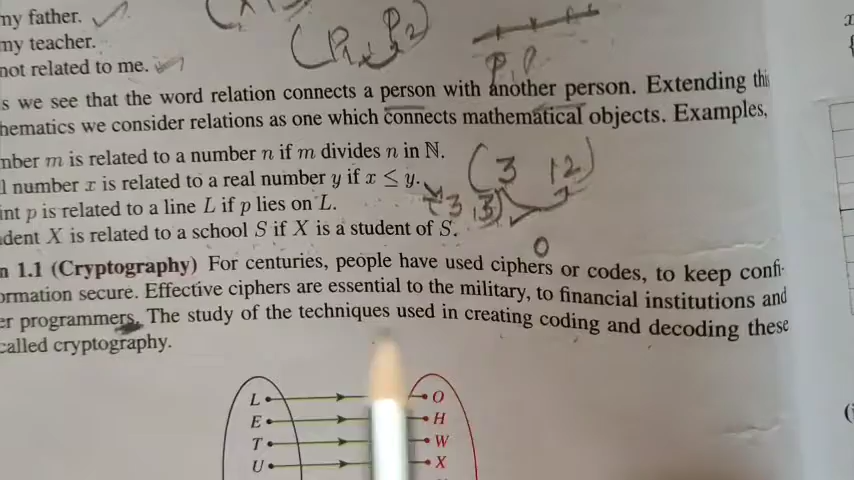 my father.
my teacher.
not related to me.
(P1, P2)
P1 P
s we see that the word relation connects a person with another person. Extending this
hematics we consider relations as one which connects mathematical objects. Examples,
mber m is related to a number n if m divides n in ℕ.
l number x is related to a real number y if x ≤ y.
int p is related to a line L if p lies on L.
dent X is related to a school S if X is a student of S.
(3 12)
(3, 3)
n 1.1 (Cryptography) For centuries, people have used ciphers or codes, to keep confi-
ormation secure. Effective ciphers are essential to the military, to financial institutions and
er programmers. The study of the techniques used in creating coding and decoding these
called cryptography.
L O
E H
T W
U X